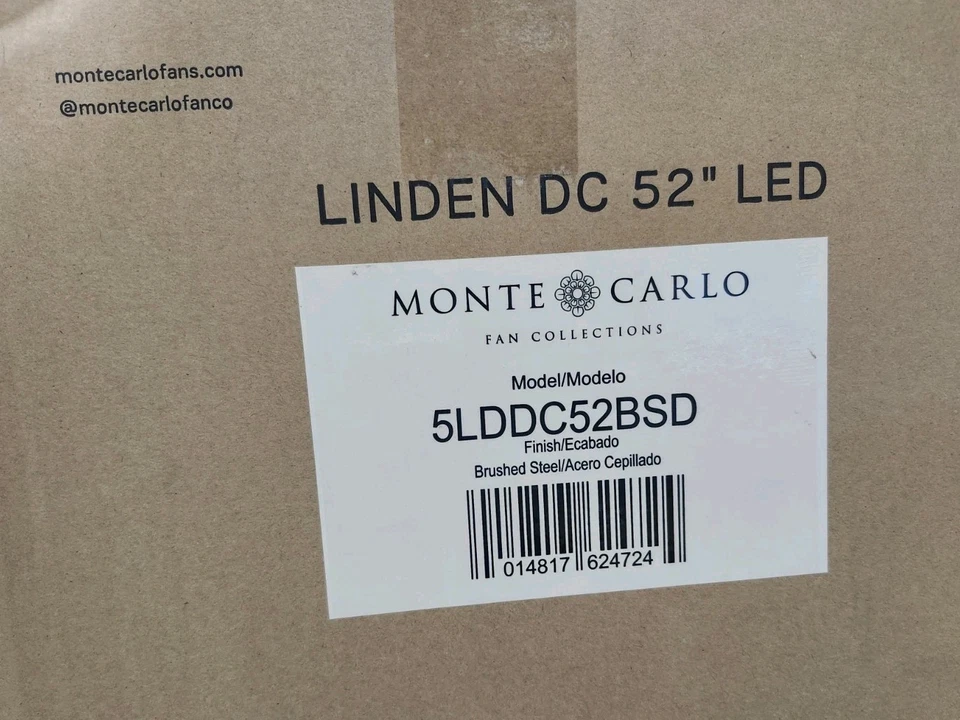 montecarlofans.com
@montecarlofanco
LINDEN DC 52" LED
MONTE CARLO
FAN COLLECTIONS
Model/Modelo
5LDDC52BSD
Finish/Ecabado
Brushed Steel/Acero Cepillado
014817 624724